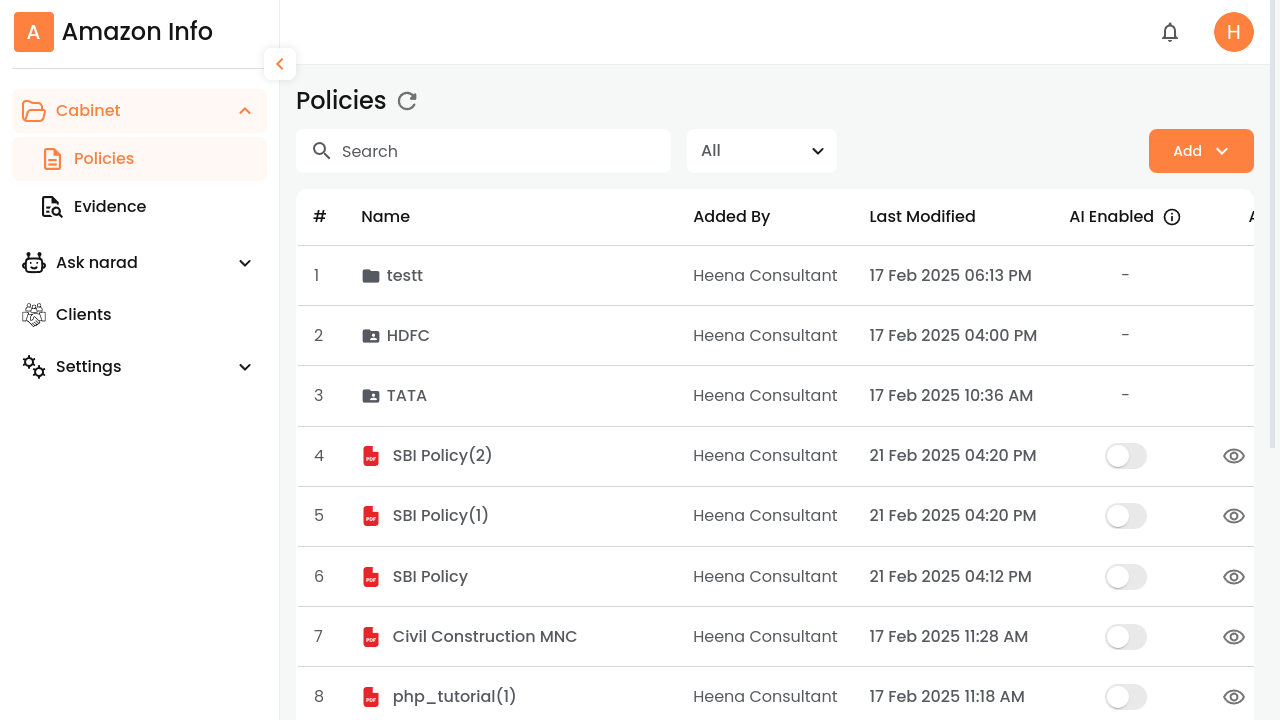 A Amazon Info
H
Cabinet
Policies
Evidence
Ask narad
Clients
Settings
Policies
Search
All
Add
# Name Added By Last Modified AI Enabled
1 testt Heena Consultant 17 Feb 2025 06:13 PM -
2 HDFC Heena Consultant 17 Feb 2025 04:00 PM -
3 TATA Heena Consultant 17 Feb 2025 10:36 AM -
4 PDF SBI Policy(2) Heena Consultant 21 Feb 2025 04:20 PM
5 PDF SBI Policy(1) Heena Consultant 21 Feb 2025 04:20 PM
6 PDF SBI Policy Heena Consultant 21 Feb 2025 04:12 PM
7 PDF Civil Construction MNC Heena Consultant 17 Feb 2025 11:28 AM
8 PDF php_tutorial(1) Heena Consultant 17 Feb 2025 11:18 AM